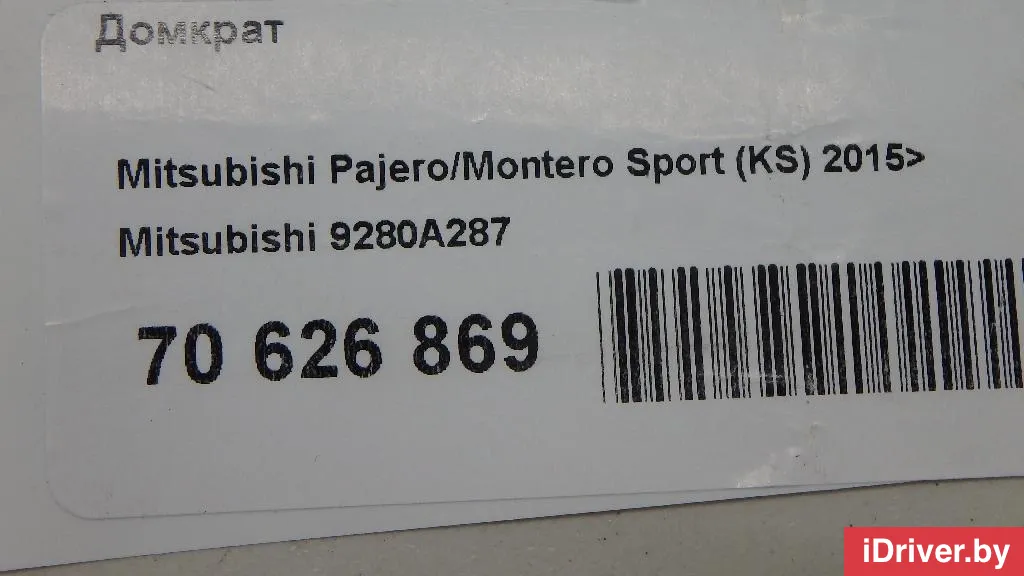 Домкрат
Mitsubishi Pajero/Montero Sport (KS) 2015>
Mitsubishi 9280A287
70 626 869
iDriver.by